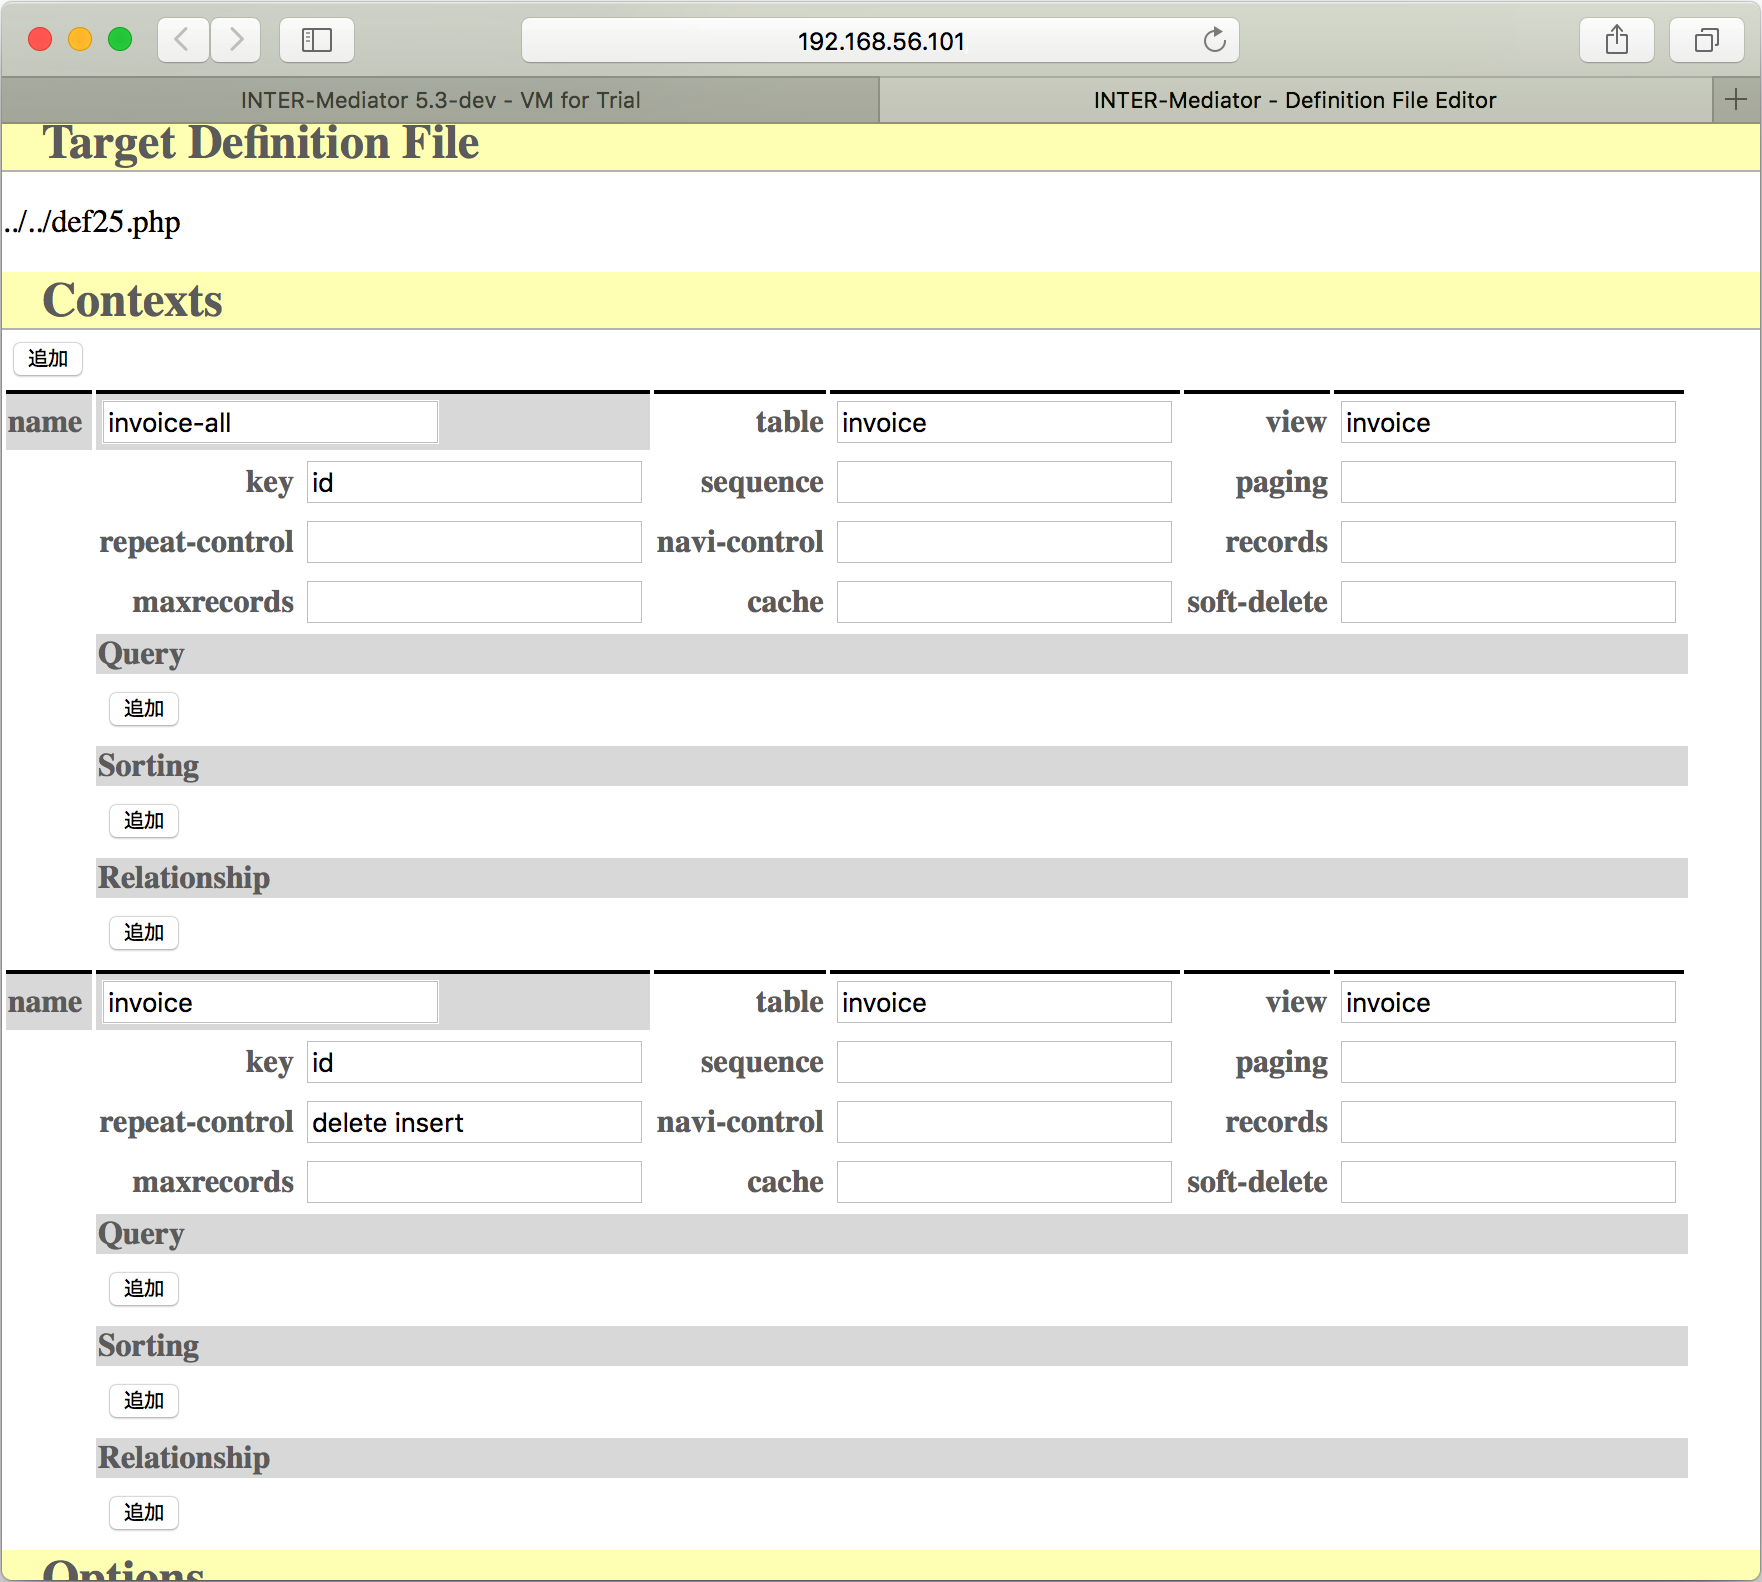 192.168.56.101
INTER-Mediator 5.3-dev - VM for Trial
INTER-Mediator - Definition File Editor
Target Definition File
../../def25.php
Contexts
追加
name invoice-all table invoice view invoice
key id sequence paging
repeat-control navi-control records
maxrecords cache soft-delete
Query
追加
Sorting
追加
Relationship
追加
name invoice table invoice view invoice
key id sequence paging
repeat-control delete insert navi-control records
maxrecords cache soft-delete
Query
追加
Sorting
追加
Relationship
追加
Options